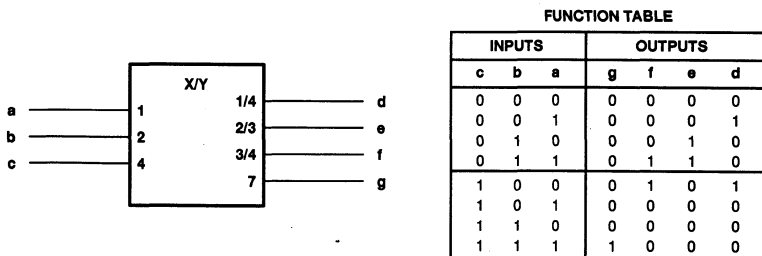 FUNCTION TABLE
INPUTS OUTPUTS
c b a g f e d
0 0 0 0 0 0 0
0 0 1 0 0 0 1
0 1 0 0 0 1 0
0 1 1 0 1 1 0
1 0 0 0 1 0 1
1 0 1 0 0 0 0
1 1 0 0 0 0 0
1 1 1 1 0 0 0
X/Y
a 1 1/4 d
b 2 2/3 e
c 4 3/4 f
7 g